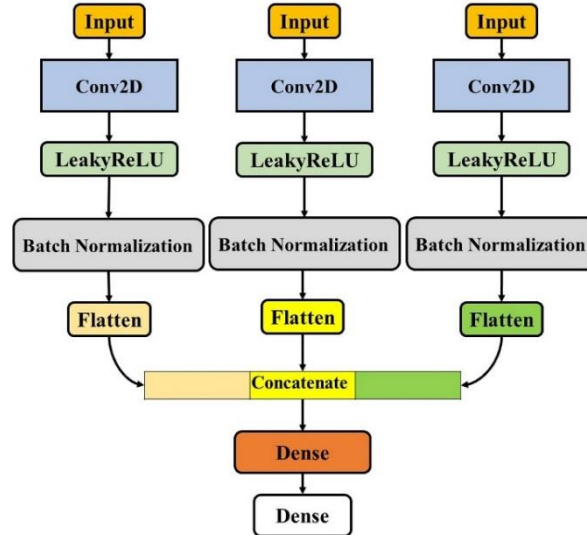 Input Input Input
Conv2D Conv2D Conv2D
LeakyReLU LeakyReLU LeakyReLU
Batch Normalization Batch Normalization Batch Normalization
Flatten Flatten Flatten
Concatenate
Dense
Dense